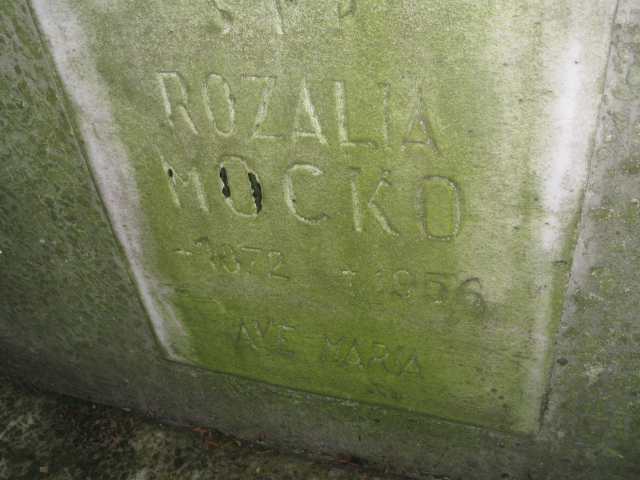 Ś P
ROZALIA
MOCKO
* 1872 † 1956
AVE MARIA